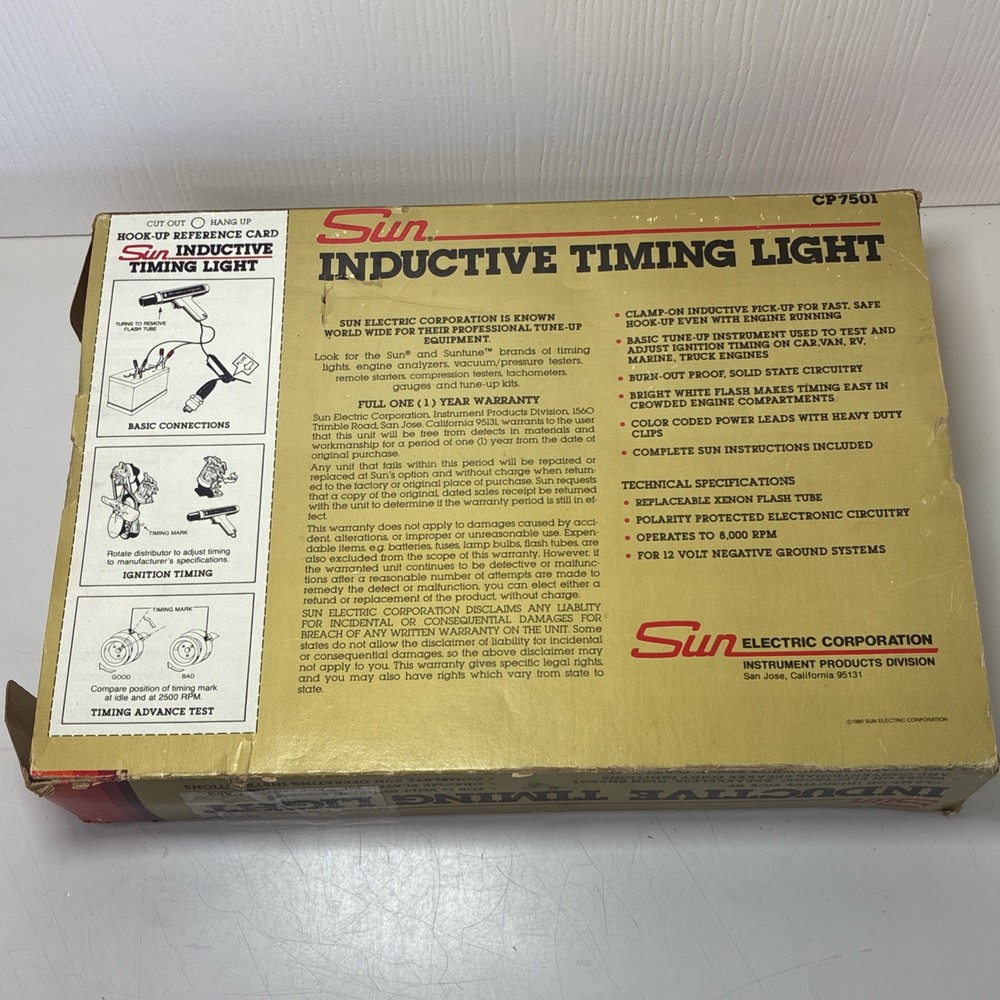 CP7501
Sun®
INDUCTIVE TIMING LIGHT
CUT OUT HANG UP
HOOK-UP REFERENCE CARD
Sun INDUCTIVE
TIMING LIGHT
TURNS TO REMOVE
FLASH TUBE
BASIC CONNECTIONS
TIMING MARK
Rotate distributor to adjust timing
to manufacturer's specifications.
IGNITION TIMING
TIMING MARK
GOOD BAD
Compare position of timing mark
at idle and at 2500 RPM.
TIMING ADVANCE TEST
SUN ELECTRIC CORPORATION IS KNOWN
WORLD WIDE FOR THEIR PROFESSIONAL TUNE-UP
EQUIPMENT.
Look for the Sun® and Suntune™ brands of timing
lights, engine analyzers, vacuum/pressure testers,
remote starters, compression testers, tachometers,
gauges and tune-up kits.
FULL ONE (1) YEAR WARRANTY
Sun Electric Corporation, Instrument Products Division, 1560
Trimble Road, San Jose, California 95131, warrants to the user
that this unit will be free from defects in materials and
workmanship for a period of one (1) year from the date of
original purchase.
Any unit that fails within this period will be repaired or
replaced at Sun's option and without charge when return-
ed to the factory or original place of purchase. Sun requests
that a copy of the original, dated sales receipt be returned
with the unit to determine if the warranty period is still in ef-
fect.
This warranty does not apply to damages caused by acci-
dent, alterations, or improper or unreasonable use. Expen-
dable items, e.g. batteries, fuses, lamp bulbs, flash tubes, are
also excluded from the scope of this warranty. However, if
the warranted unit continues to be defective or malfunc-
tions after a reasonable number of attempts are made to
remedy the defect or malfunction, you can elect either a
refund or replacement of the product, without charge.
SUN ELECTRIC CORPORATION DISCLAIMS ANY LIABLITY
FOR INCIDENTAL OR CONSEQUENTIAL DAMAGES FOR
BREACH OF ANY WRITTEN WARRANTY ON THE UNIT. Some
states do not allow the disclaimer of liability for incidental
or consequential damages, so the above disclaimer may
not apply to you. This warranty gives specific legal rights,
and you may also have rights which vary from state to
state.
• CLAMP-ON INDUCTIVE PICK-UP FOR FAST, SAFE
HOOK-UP EVEN WITH ENGINE RUNNING
• BASIC TUNE-UP INSTRUMENT USED TO TEST AND
ADJUST IGNITION TIMING ON CAR, VAN, RV,
MARINE, TRUCK ENGINES
• BURN-OUT PROOF, SOLID STATE CIRCUITRY
• BRIGHT WHITE FLASH MAKES TIMING EASY IN
CROWDED ENGINE COMPARTMENTS
• COLOR CODED POWER LEADS WITH HEAVY DUTY
CLIPS
• COMPLETE SUN INSTRUCTIONS INCLUDED
TECHNICAL SPECIFICATIONS
• REPLACEABLE XENON FLASH TUBE
• POLARITY PROTECTED ELECTRONIC CIRCUITRY
• OPERATES TO 8,000 RPM
• FOR 12 VOLT NEGATIVE GROUND SYSTEMS
Sun ELECTRIC CORPORATION
INSTRUMENT PRODUCTS DIVISION
San Jose, California 95131
©1980 SUN ELECTRIC CORPORATION
Sun
INDUCTIVE TIMING LIGHT